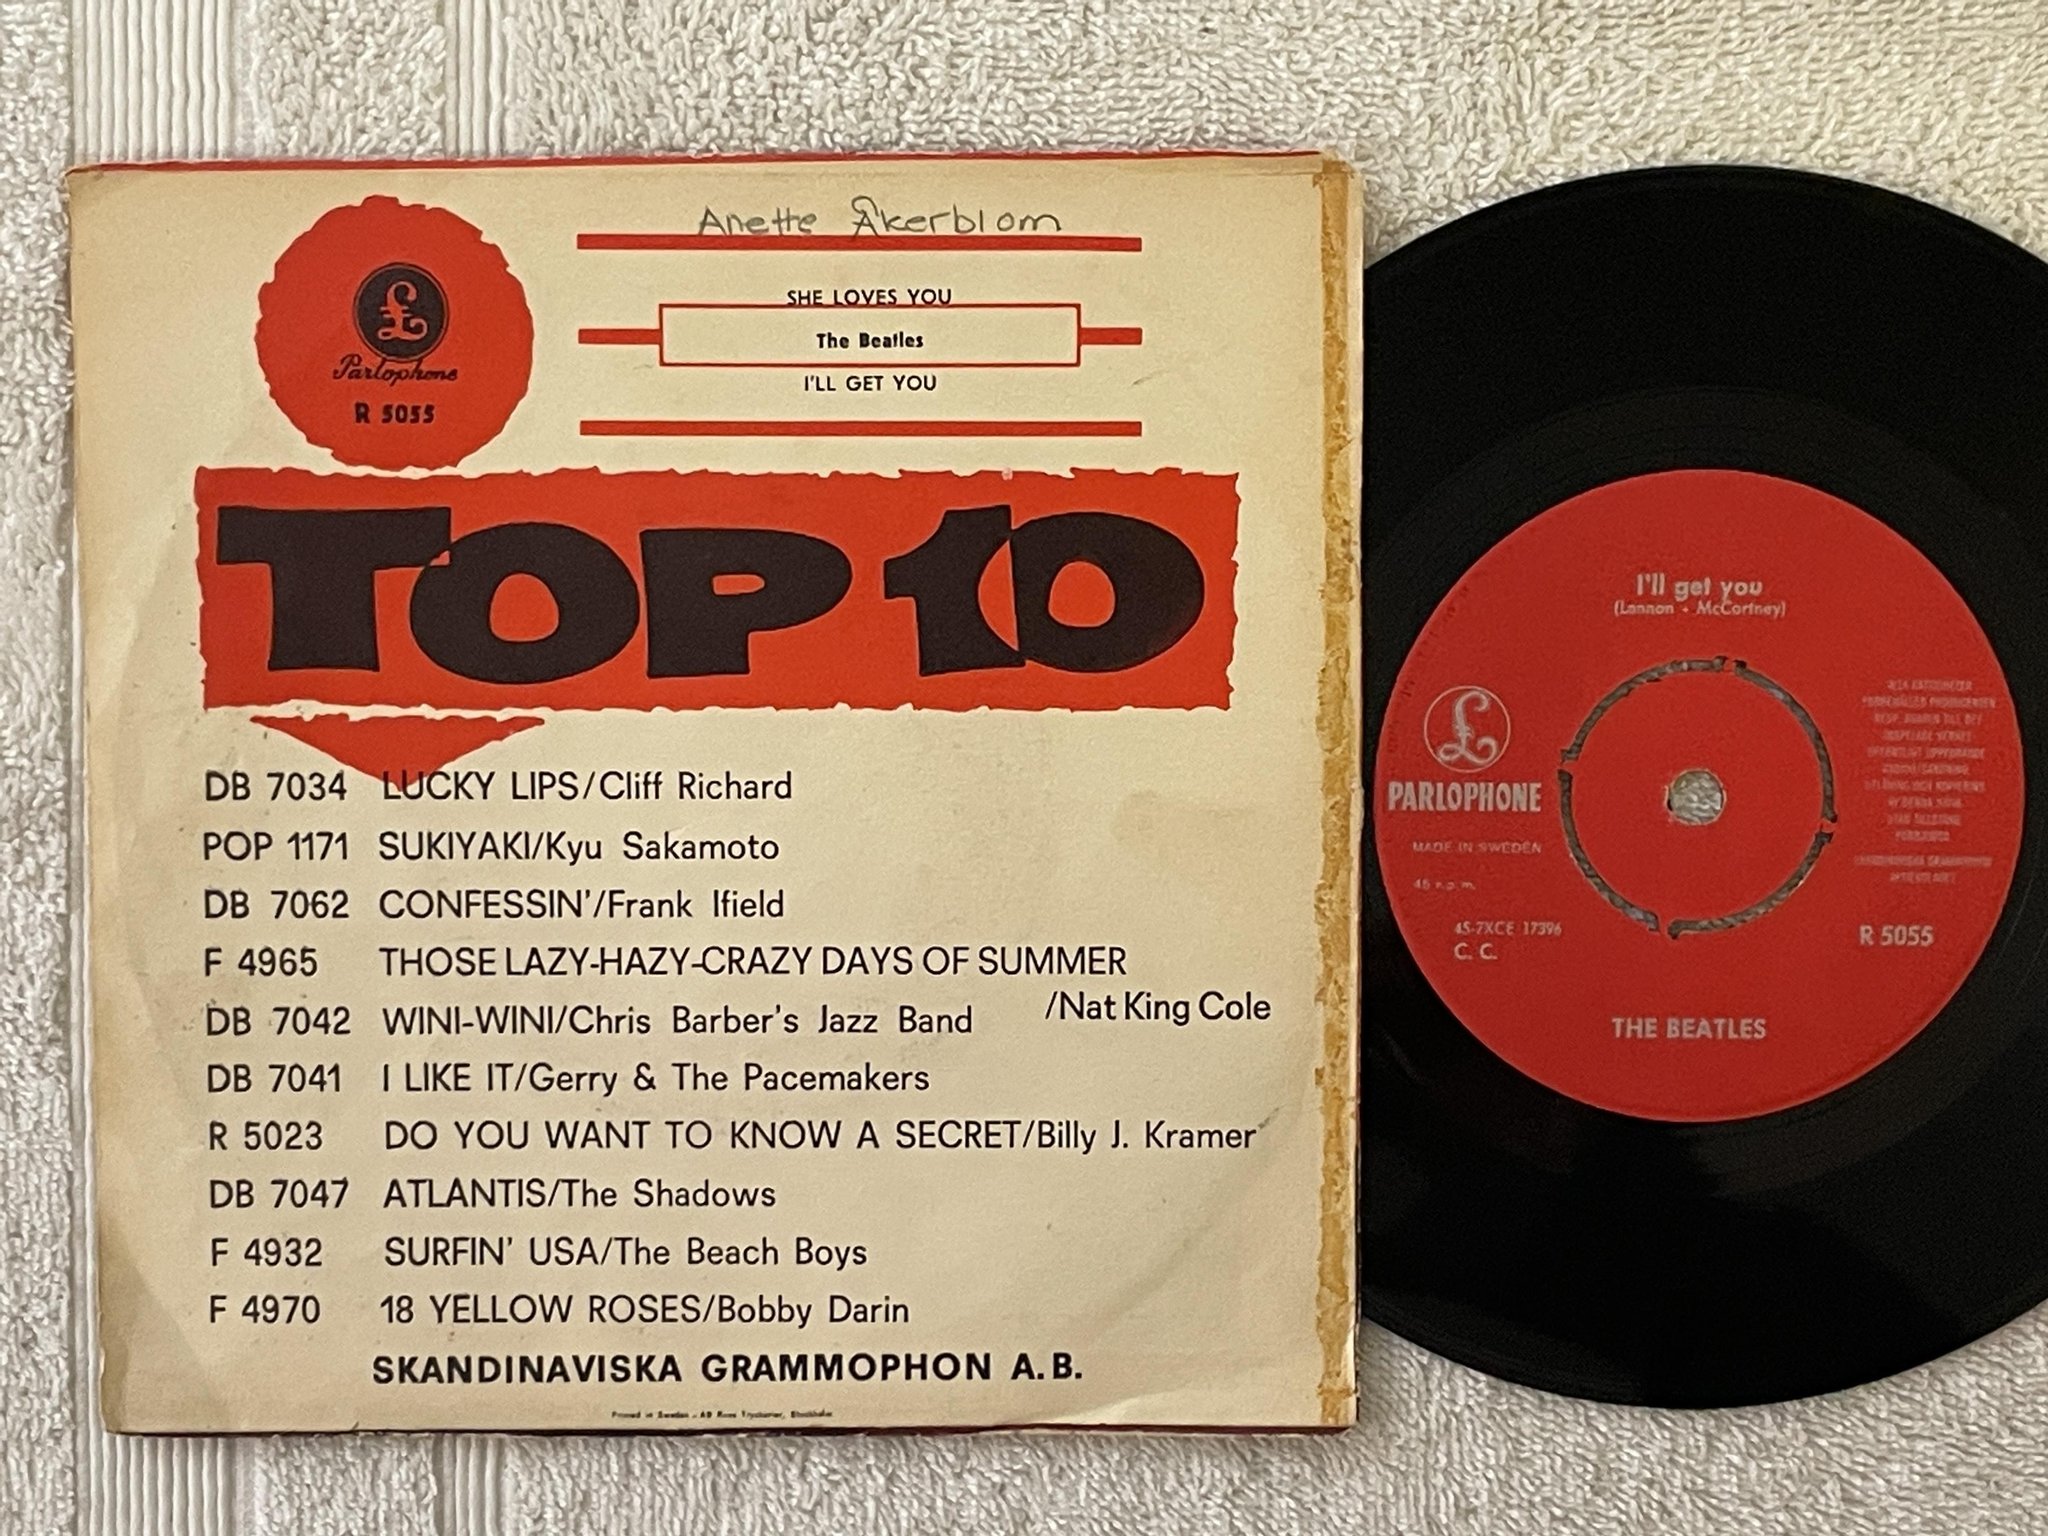 Anette Åkerblom
SHE LOVES YOU
The Beatles
I'LL GET YOU
£
Parlophone
R 5055
TOP 10
DB 7034 LUCKY LIPS/Cliff Richard
POP 1171 SUKIYAKI/Kyu Sakamoto
DB 7062 CONFESSIN'/Frank Ifield
F 4965 THOSE LAZY-HAZY-CRAZY DAYS OF SUMMER
/Nat King Cole
DB 7042 WINI-WINI/Chris Barber's Jazz Band
DB 7041 I LIKE IT/Gerry & The Pacemakers
R 5023 DO YOU WANT TO KNOW A SECRET/Billy J. Kramer
DB 7047 ATLANTIS/The Shadows
F 4932 SURFIN' USA/The Beach Boys
F 4970 18 YELLOW ROSES/Bobby Darin
SKANDINAVISKA GRAMMOPHON A.B.
Printed in Sweden
I'll get you
(Lennon - McCartney)
£
PARLOPHONE
MADE IN SWEDEN
45 r.p.m.
45-7XCE 17396
C. C.
R 5055
THE BEATLES